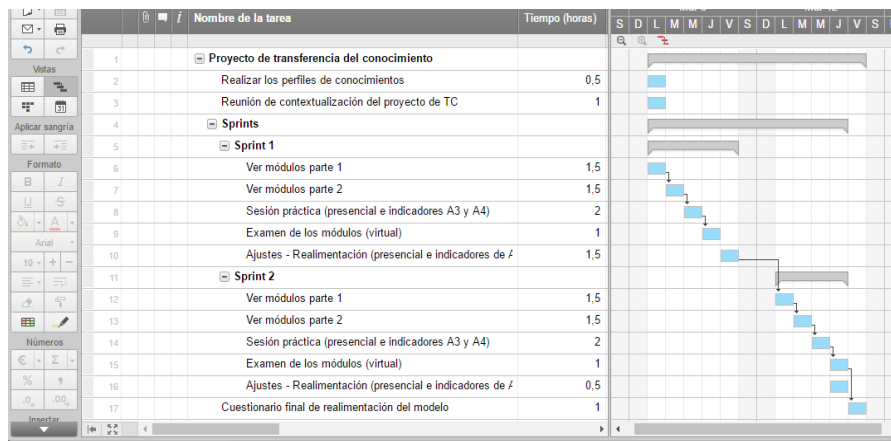 Nombre de la tarea
Tiempo (horas)
S D L M M J V S D L M M J V S
Vistas
31
Aplicar sangría
Formato
B I
U S
A
Arial
10 + −
Números
€ Σ
% ,
.0 .00
Insertar
1 Proyecto de transferencia del conocimiento
2 Realizar los perfiles de conocimientos 0,5
3 Reunión de contextualización del proyecto de TC 1
4 Sprints
5 Sprint 1
6 Ver módulos parte 1 1,5
7 Ver módulos parte 2 1,5
8 Sesión práctica (presencial e indicadores A3 y A4) 2
9 Examen de los módulos (virtual) 1
10 Ajustes - Realimentación (presencial e indicadores de 1,5
11 Sprint 2
12 Ver módulos parte 1 1,5
13 Ver módulos parte 2 1,5
14 Sesión práctica (presencial e indicadores A3 y A4) 2
15 Examen de los módulos (virtual) 1
16 Ajustes - Realimentación (presencial e indicadores de 0,5
17 Cuestionario final de realimentación del modelo 1